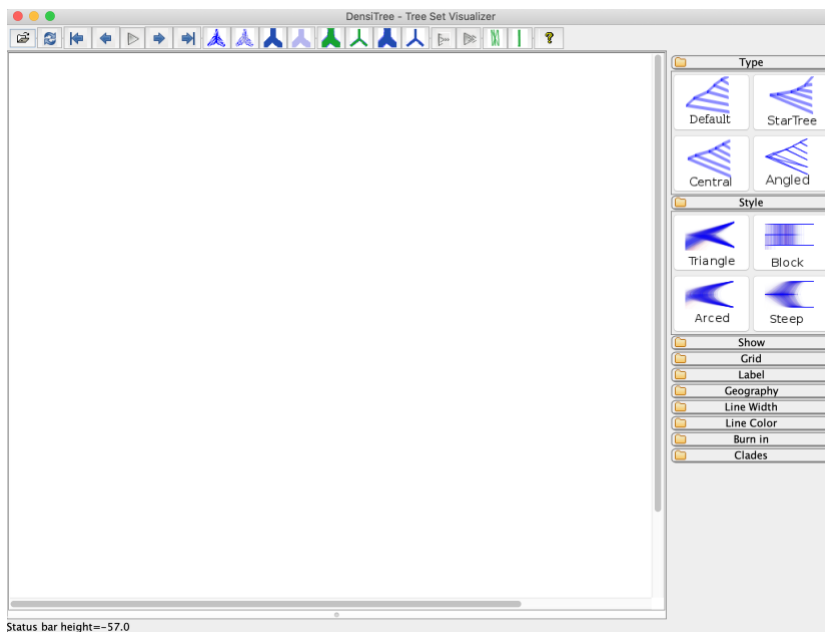 DensiTree - Tree Set Visualizer
?
Type
Default
StarTree
Central
Angled
Style
Triangle
Block
Arced
Steep
Show
Grid
Label
Geography
Line Width
Line Color
Burn in
Clades
Status bar height=-57.0